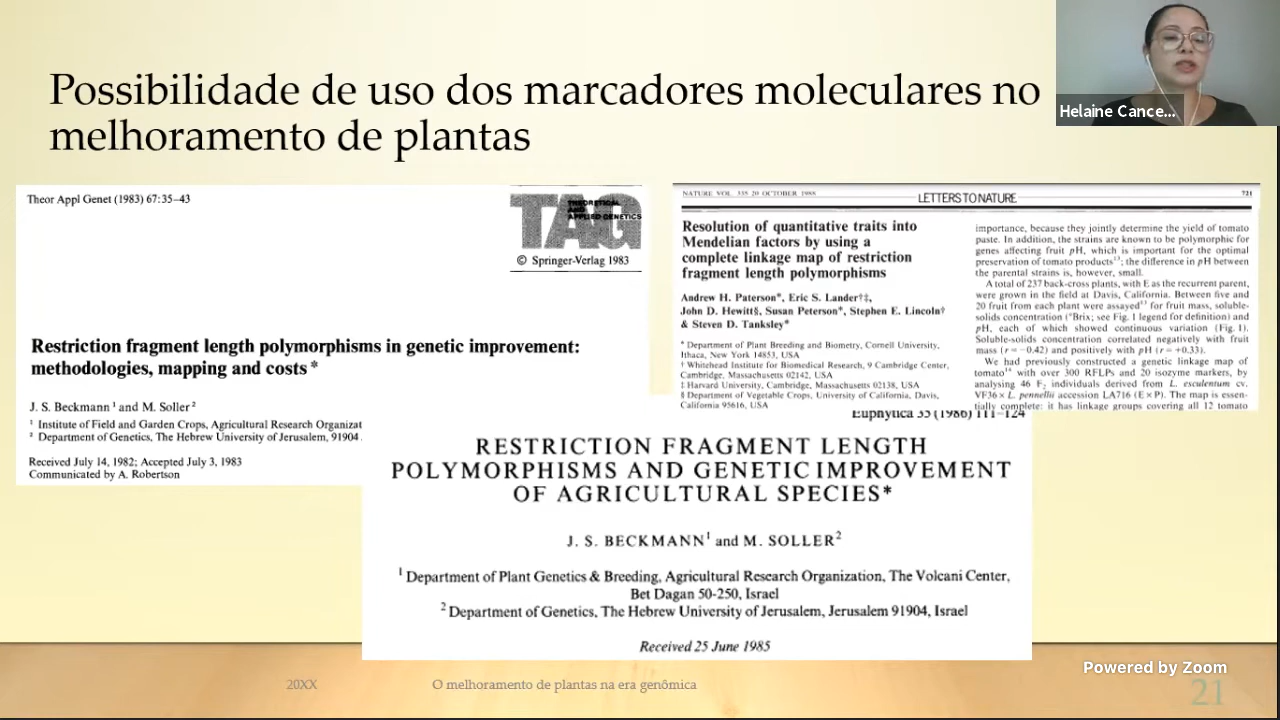 Possibilidade de uso dos marcadores moleculares no
melhoramento de plantas
Helaine Cance...
Theor Appl Genet (1983) 67:35–43
TAG
THEORETICAL
AND
APPLIED GENETICS
© Springer-Verlag 1983
Restriction fragment length polymorphisms in genetic improvement:
methodologies, mapping and costs *
J. S. Beckmann ¹ and M. Soller ²
¹ Institute of Field and Garden Crops, Agricultural Research Organizat
² Department of Genetics, The Hebrew University of Jerusalem, 91904
Received July 14, 1982; Accepted July 3, 1983
Communicated by A. Robertson
NATURE VOL. 335 20 OCTOBER 1988
LETTERS TO NATURE
721
Resolution of quantitative traits into
Mendelian factors by using a
complete linkage map of restriction
fragment length polymorphisms
Andrew H. Paterson*, Eric S. Lander†‡,
John D. Hewitt§, Susan Peterson*, Stephen E. Lincoln†
& Steven D. Tanksley*
* Department of Plant Breeding and Biometry, Cornell University,
Ithaca, New York 14853, USA
† Whitehead Institute for Biomedical Research, 9 Cambridge Center,
Cambridge, Massachusetts 02142, USA
‡ Harvard University, Cambridge, Massachusetts 02138, USA
§ Department of Vegetable Crops, University of California, Davis,
California 95616, USA
importance, because they jointly determine the yield of tomato
paste. In addition, the strains are known to be polymorphic for
genes affecting fruit pH, which is important for the optimal
preservation of tomato products¹³; the difference in pH between
the parental strains is, however, small.
A total of 237 back-cross plants, with E as the recurrent parent,
were grown in the field at Davis, California. Between five and
20 fruit from each plant were assayed¹³ for fruit mass, soluble-
solids concentration (°Brix; see Fig. 1 legend for definition) and
pH, each of which showed continuous variation (Fig. 1).
Soluble-solids concentration correlated negatively with fruit
mass (r = −0.42) and positively with pH (r = +0.33).
We had previously constructed a genetic linkage map of
tomato¹⁴ with over 300 RFLPs and 20 isozyme markers, by
analysing 46 F₂ individuals derived from L. esculentum cv.
VF36 × L. pennellii accession LA716 (E × P). The map is essen-
tially complete: it has linkage groups covering all 12 tomato
Euphytica 35 (1986) 111–124
RESTRICTION FRAGMENT LENGTH
POLYMORPHISMS AND GENETIC IMPROVEMENT
OF AGRICULTURAL SPECIES*
J. S. BECKMANN¹ and M. SOLLER²
¹ Department of Plant Genetics & Breeding, Agricultural Research Organization, The Volcani Center,
Bet Dagan 50-250, Israel
² Department of Genetics, The Hebrew University of Jerusalem, Jerusalem 91904, Israel
Received 25 June 1985
Powered by Zoom
20XX
O melhoramento de plantas na era genômica
21